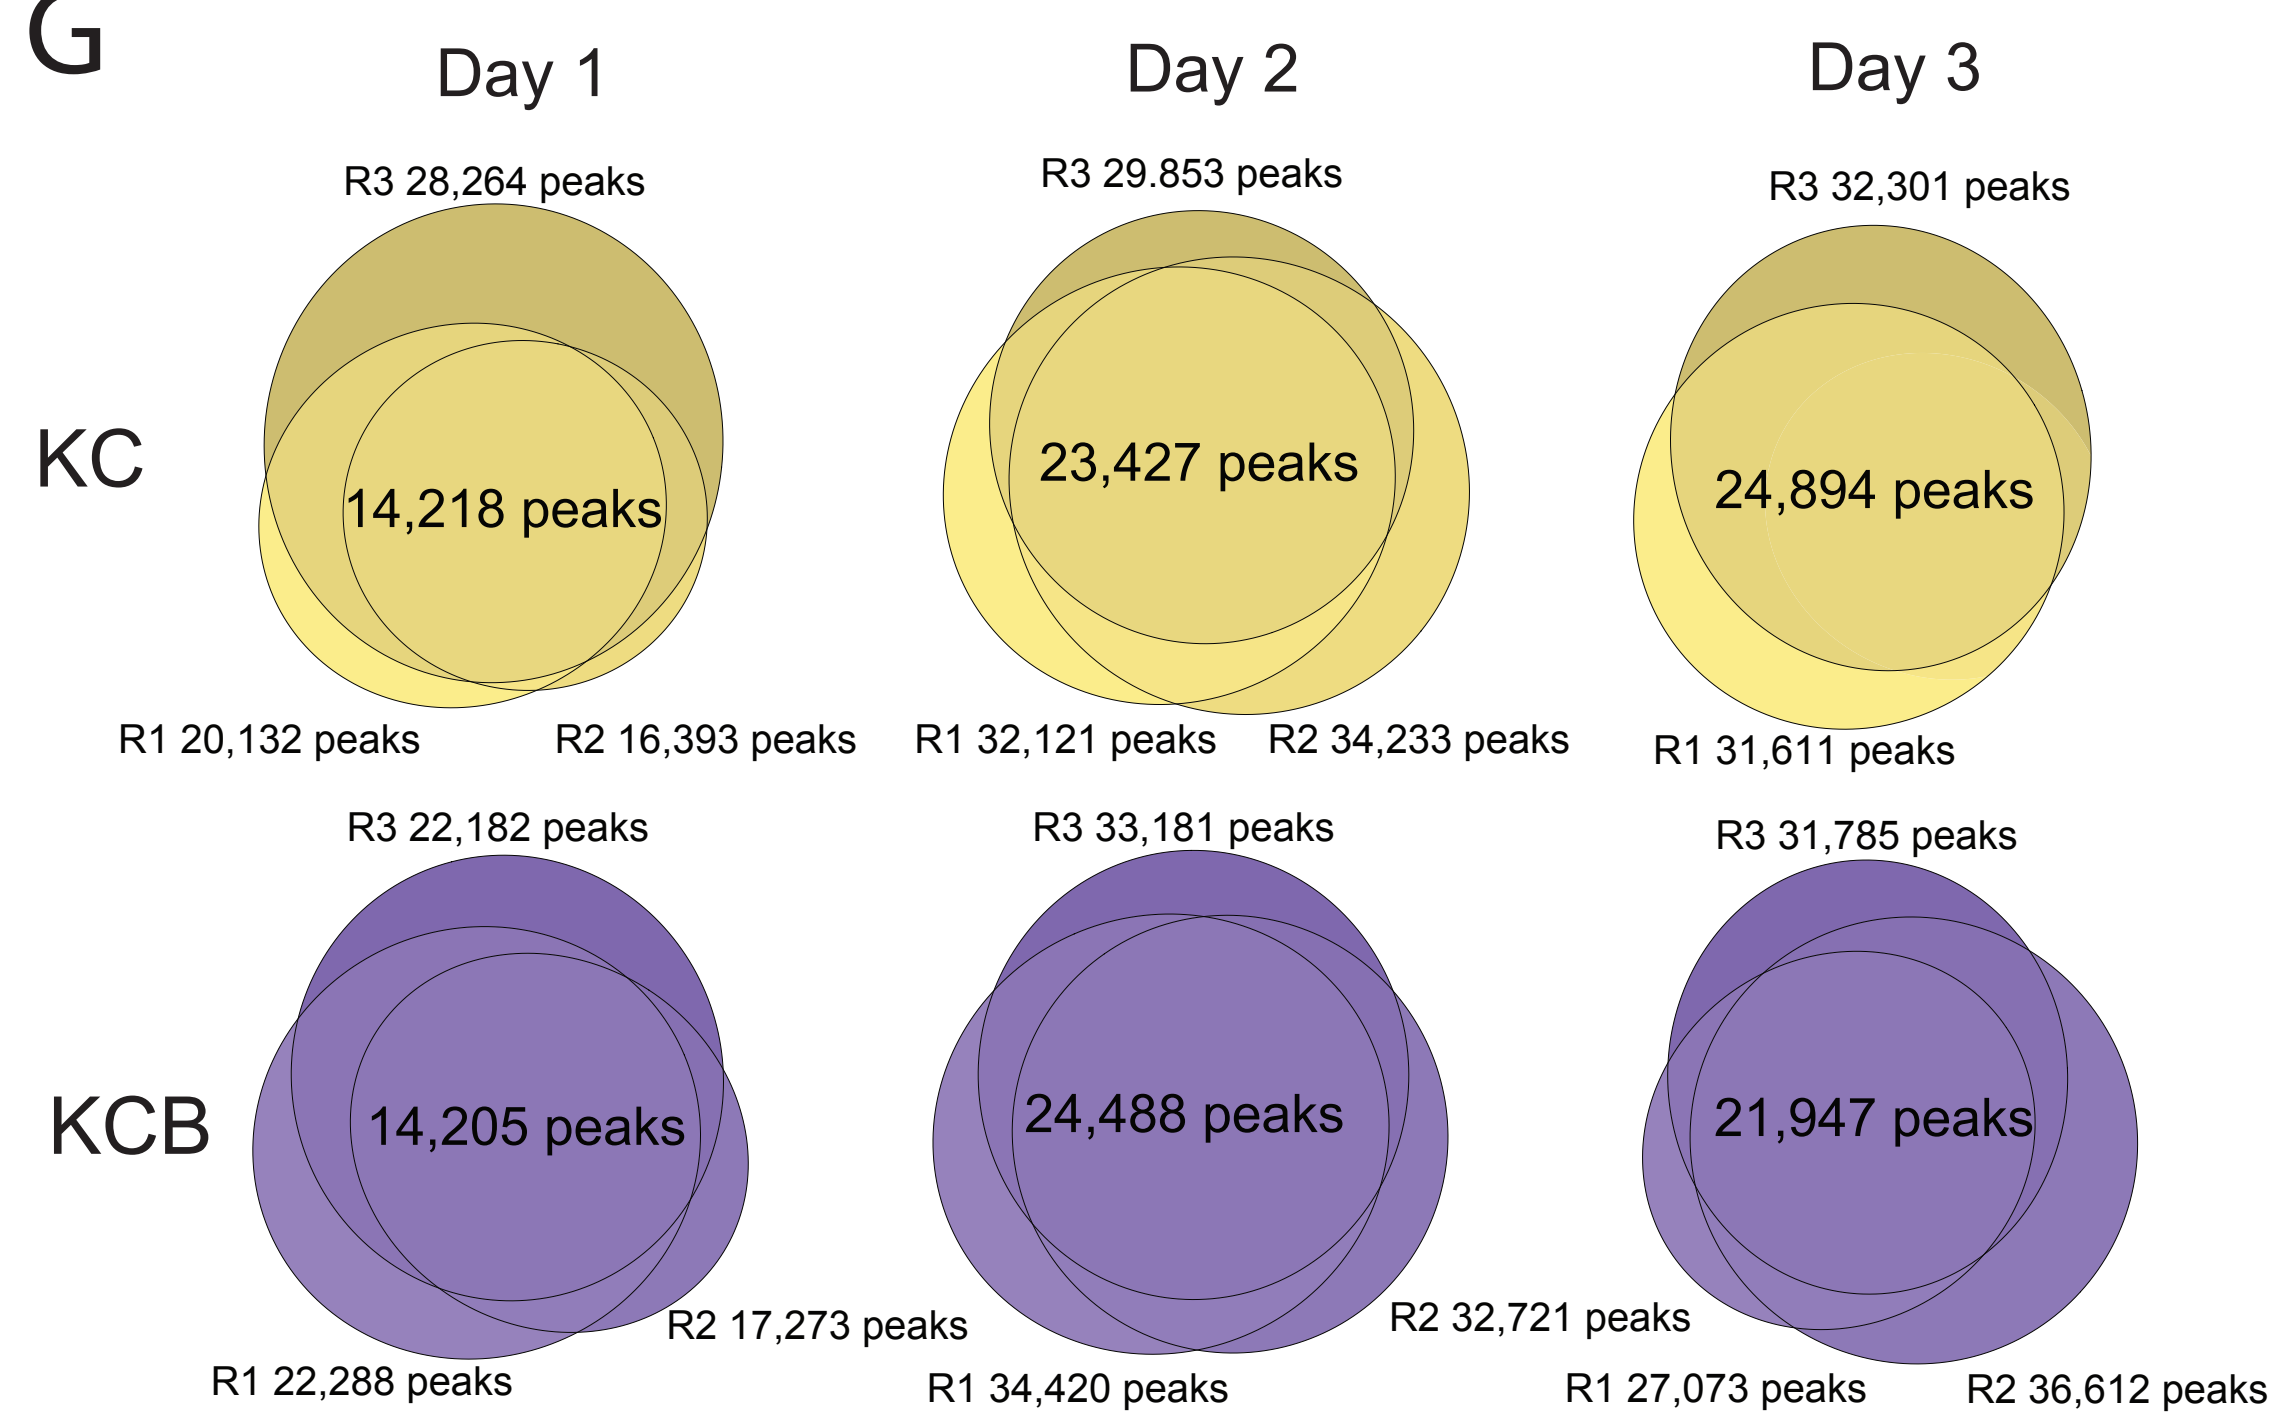 G
Day 1
Day 2
Day 3
R3 28,264 peaks
R3 29.853 peaks
R3 32,301 peaks
KC
14,218 peaks
23,427 peaks
24,894 peaks
R1 20,132 peaks
R2 16,393 peaks
R1 32,121 peaks
R2 34,233 peaks
R1 31,611 peaks
R3 22,182 peaks
R3 33,181 peaks
R3 31,785 peaks
KCB
14,205 peaks
24,488 peaks
21,947 peaks
R2 17,273 peaks
R2 32,721 peaks
R1 22,288 peaks
R1 34,420 peaks
R1 27,073 peaks
R2 36,612 peaks